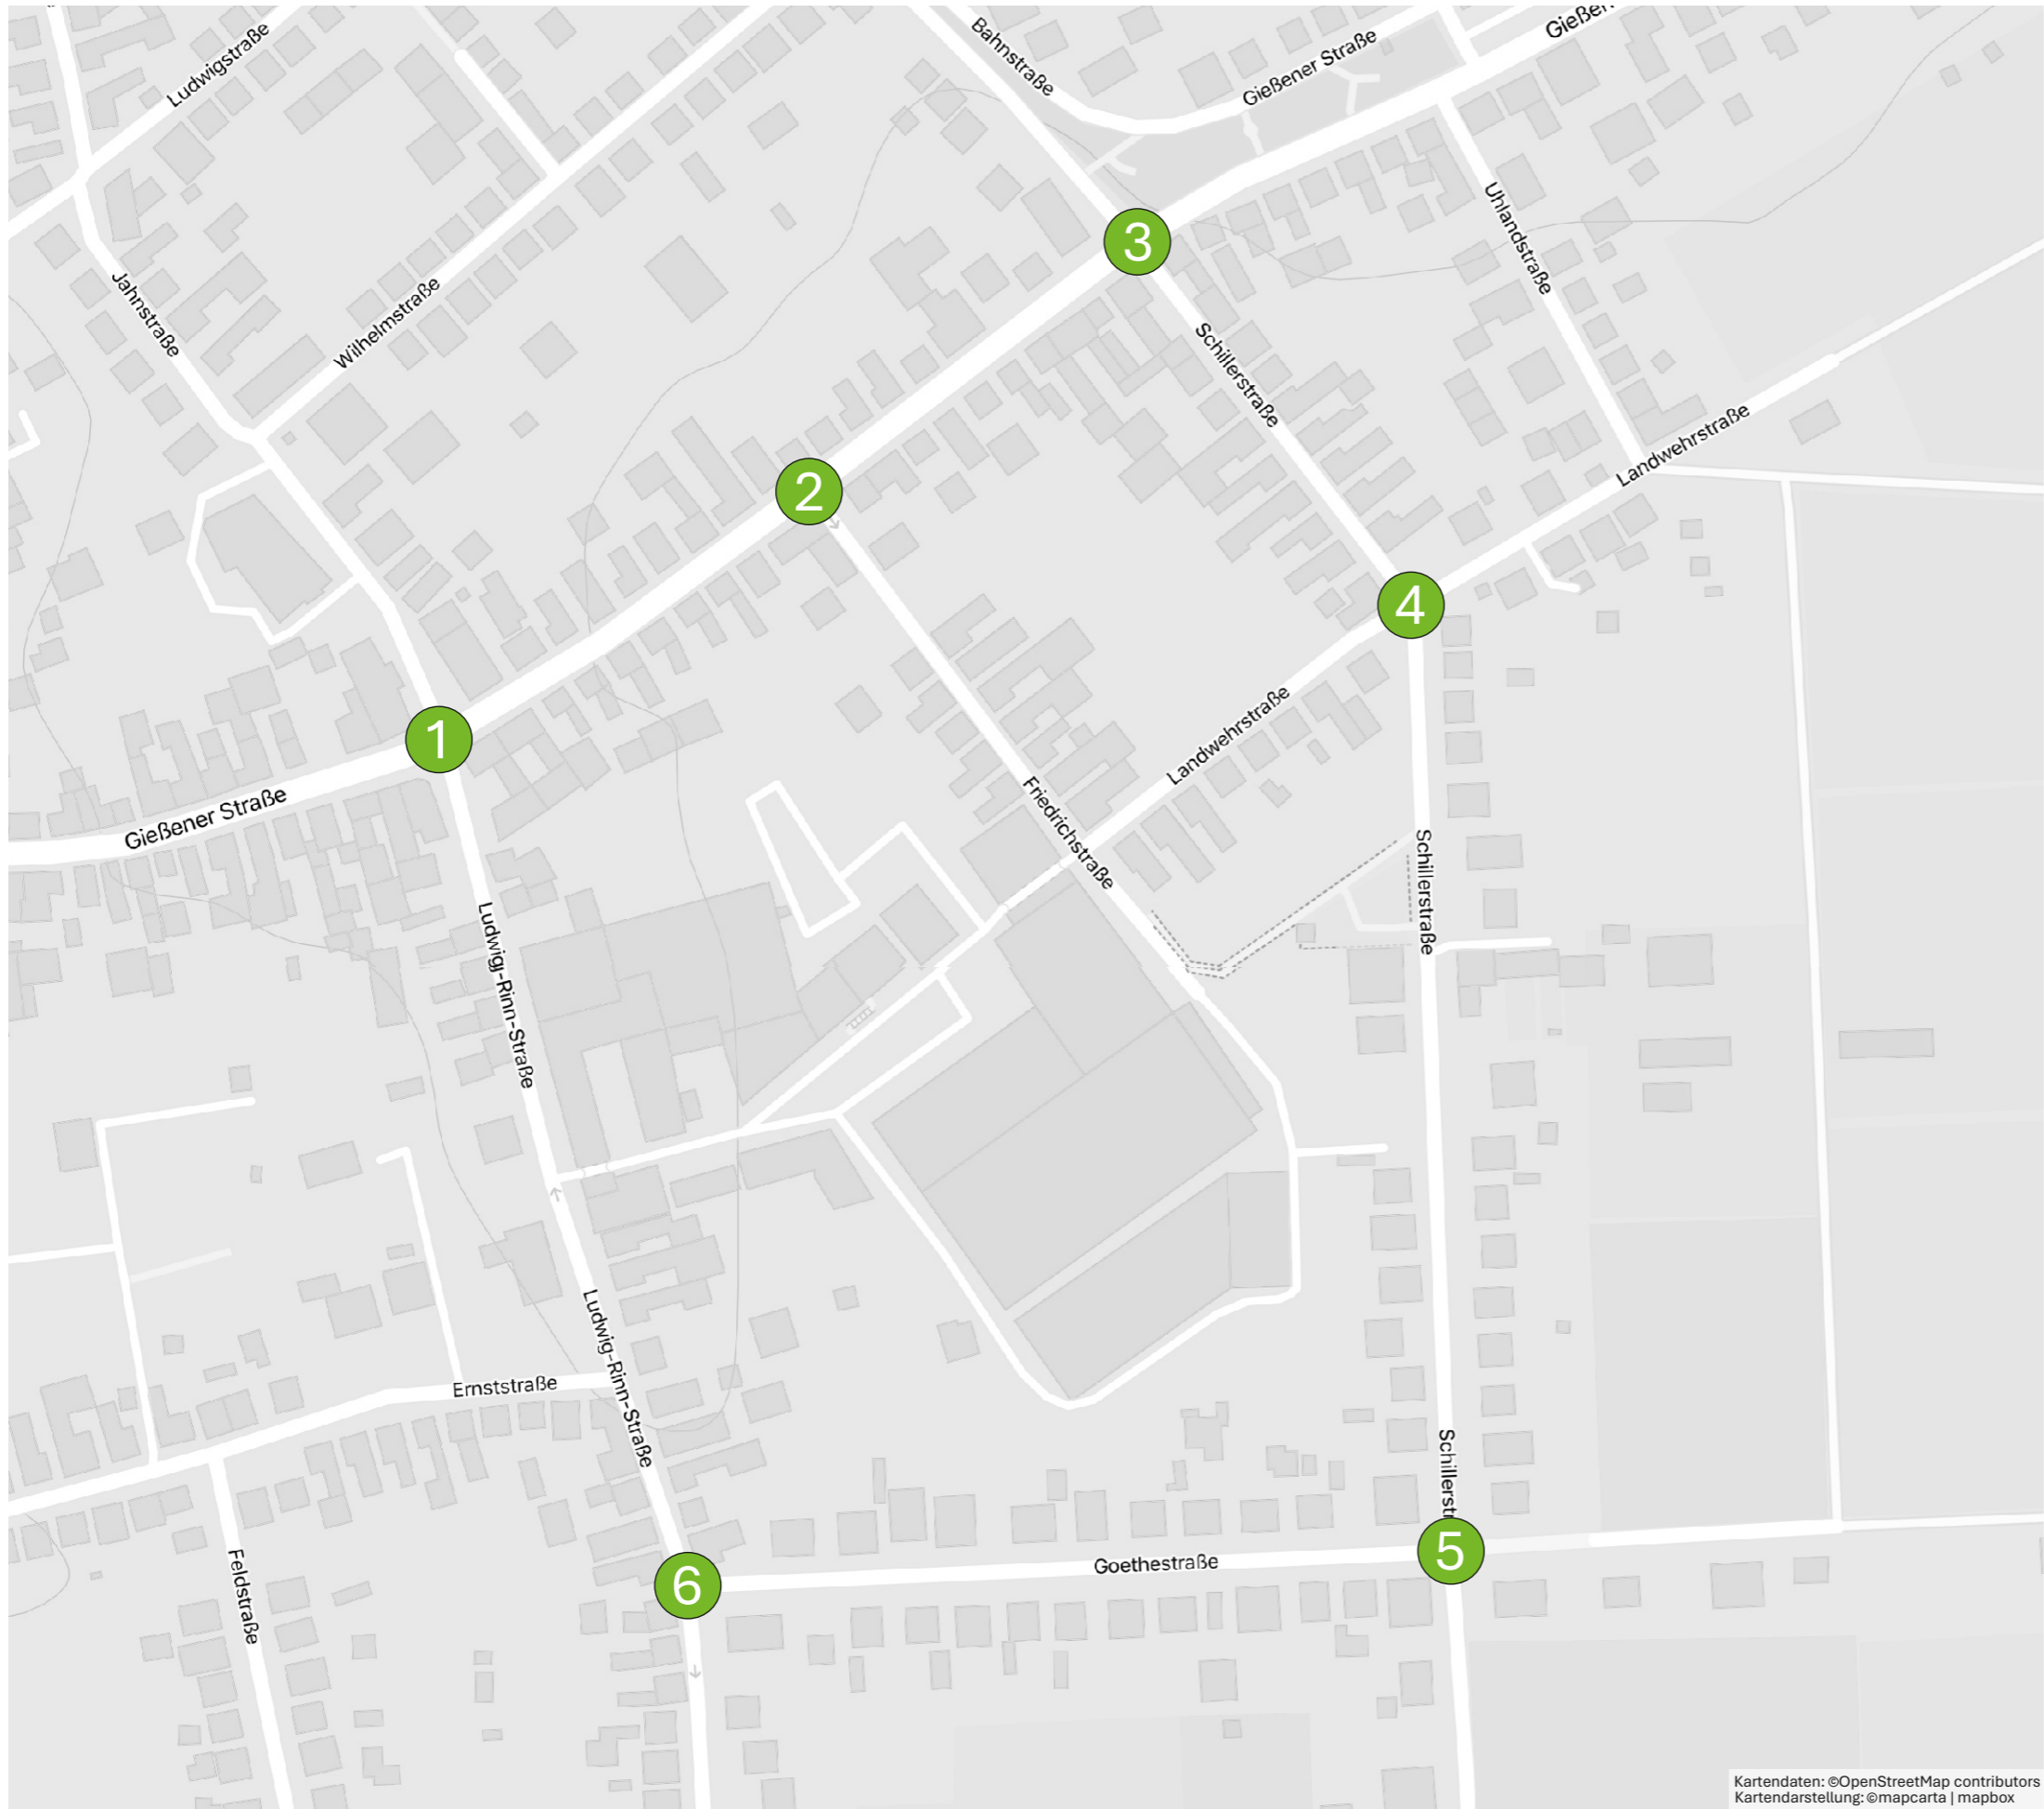 Ludwigstraße
Bahnstraße
Gießener Straße
Gießen
Jahnstraße
Wilhelmstraße
3
Uhlandstraße
Schillerstraße
2
Landwehrstraße
4
1
Gießener Straße
Landwehrstraße
Friedrichstraße
Schillerstraße
Ludwig-Rinn-Straße
Ludwig-Rinn-Straße
Ernststraße
Schillerstr
5
Goethestraße
6
Feldstraße
Kartendaten: ©OpenStreetMap contributors
Kartendarstellung: ©mapcarta | mapbox